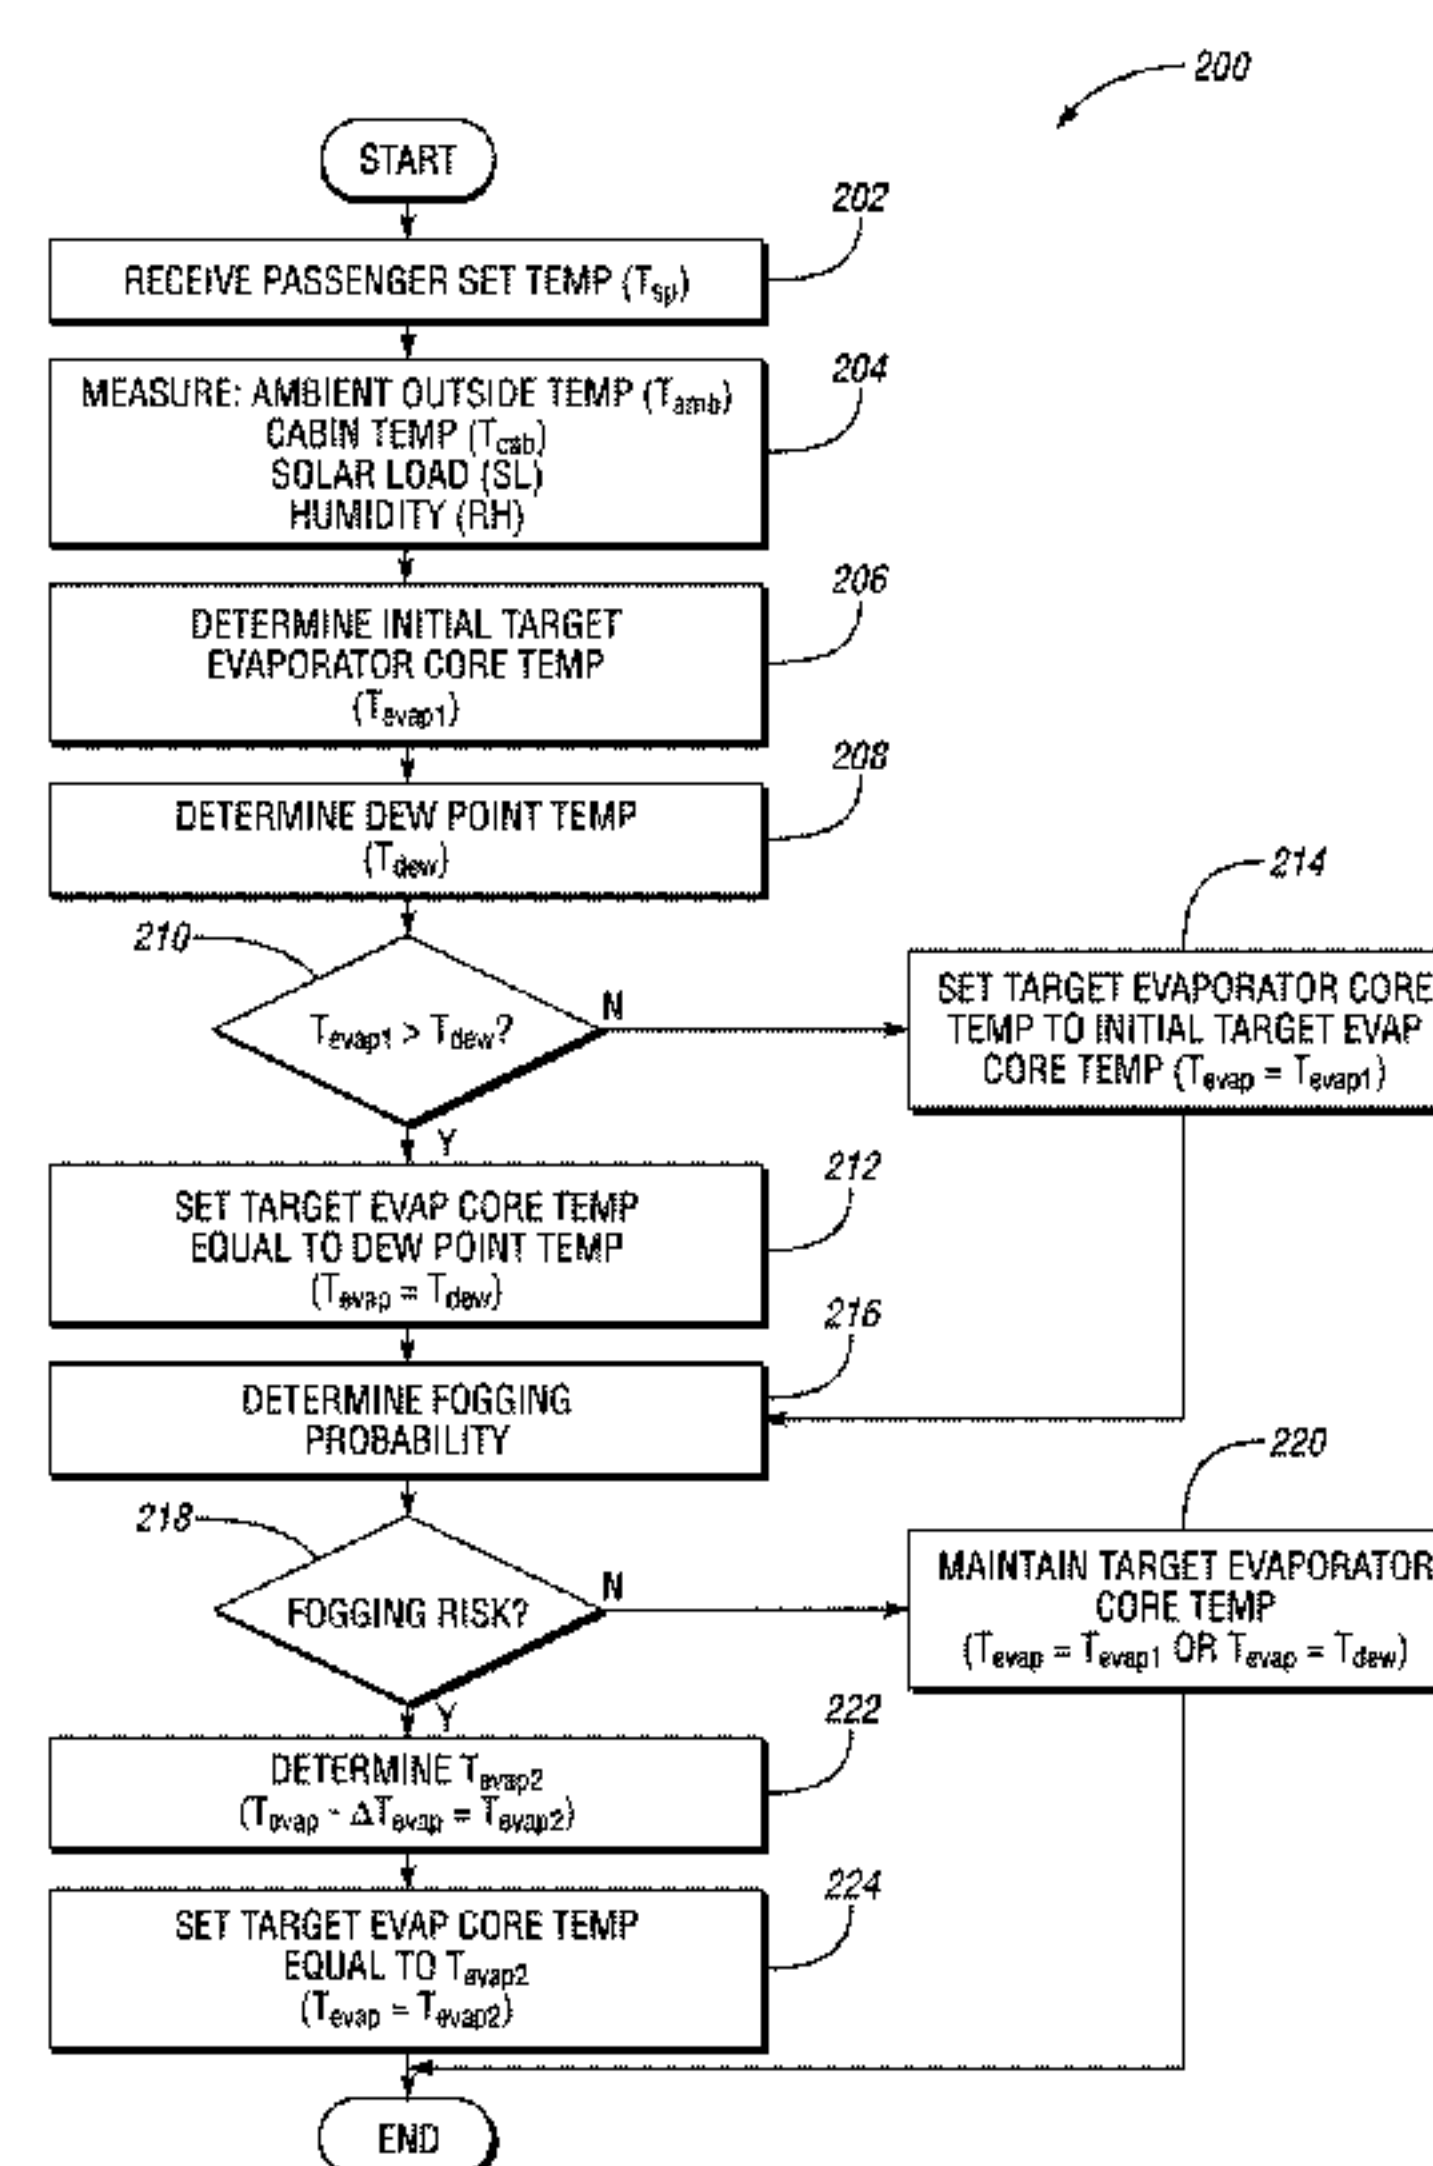 200
START
202
RECEIVE PASSENGER SET TEMP (Tsp)
204
MEASURE: AMBIENT OUTSIDE TEMP (Tamb)
CABIN TEMP (Tcab)
SOLAR LOAD (SL)
HUMIDITY (RH)
206
DETERMINE INITIAL TARGET
EVAPORATOR CORE TEMP
(Tevap1)
208
DETERMINE DEW POINT TEMP
(Tdew)
210
Tevap1 > Tdew?
N
Y
214
SET TARGET EVAPORATOR CORE
TEMP TO INITIAL TARGET EVAP
CORE TEMP (Tevap = Tevap1)
212
SET TARGET EVAP CORE TEMP
EQUAL TO DEW POINT TEMP
(Tevap = Tdew)
216
DETERMINE FOGGING
PROBABILITY
218
FOGGING RISK?
N
Y
220
MAINTAIN TARGET EVAPORATOR
CORE TEMP
(Tevap = Tevap1 OR Tevap = Tdew)
222
DETERMINE Tevap2
(Tevap - ΔTevap = Tevap2)
224
SET TARGET EVAP CORE TEMP
EQUAL TO Tevap2
(Tevap = Tevap2)
END